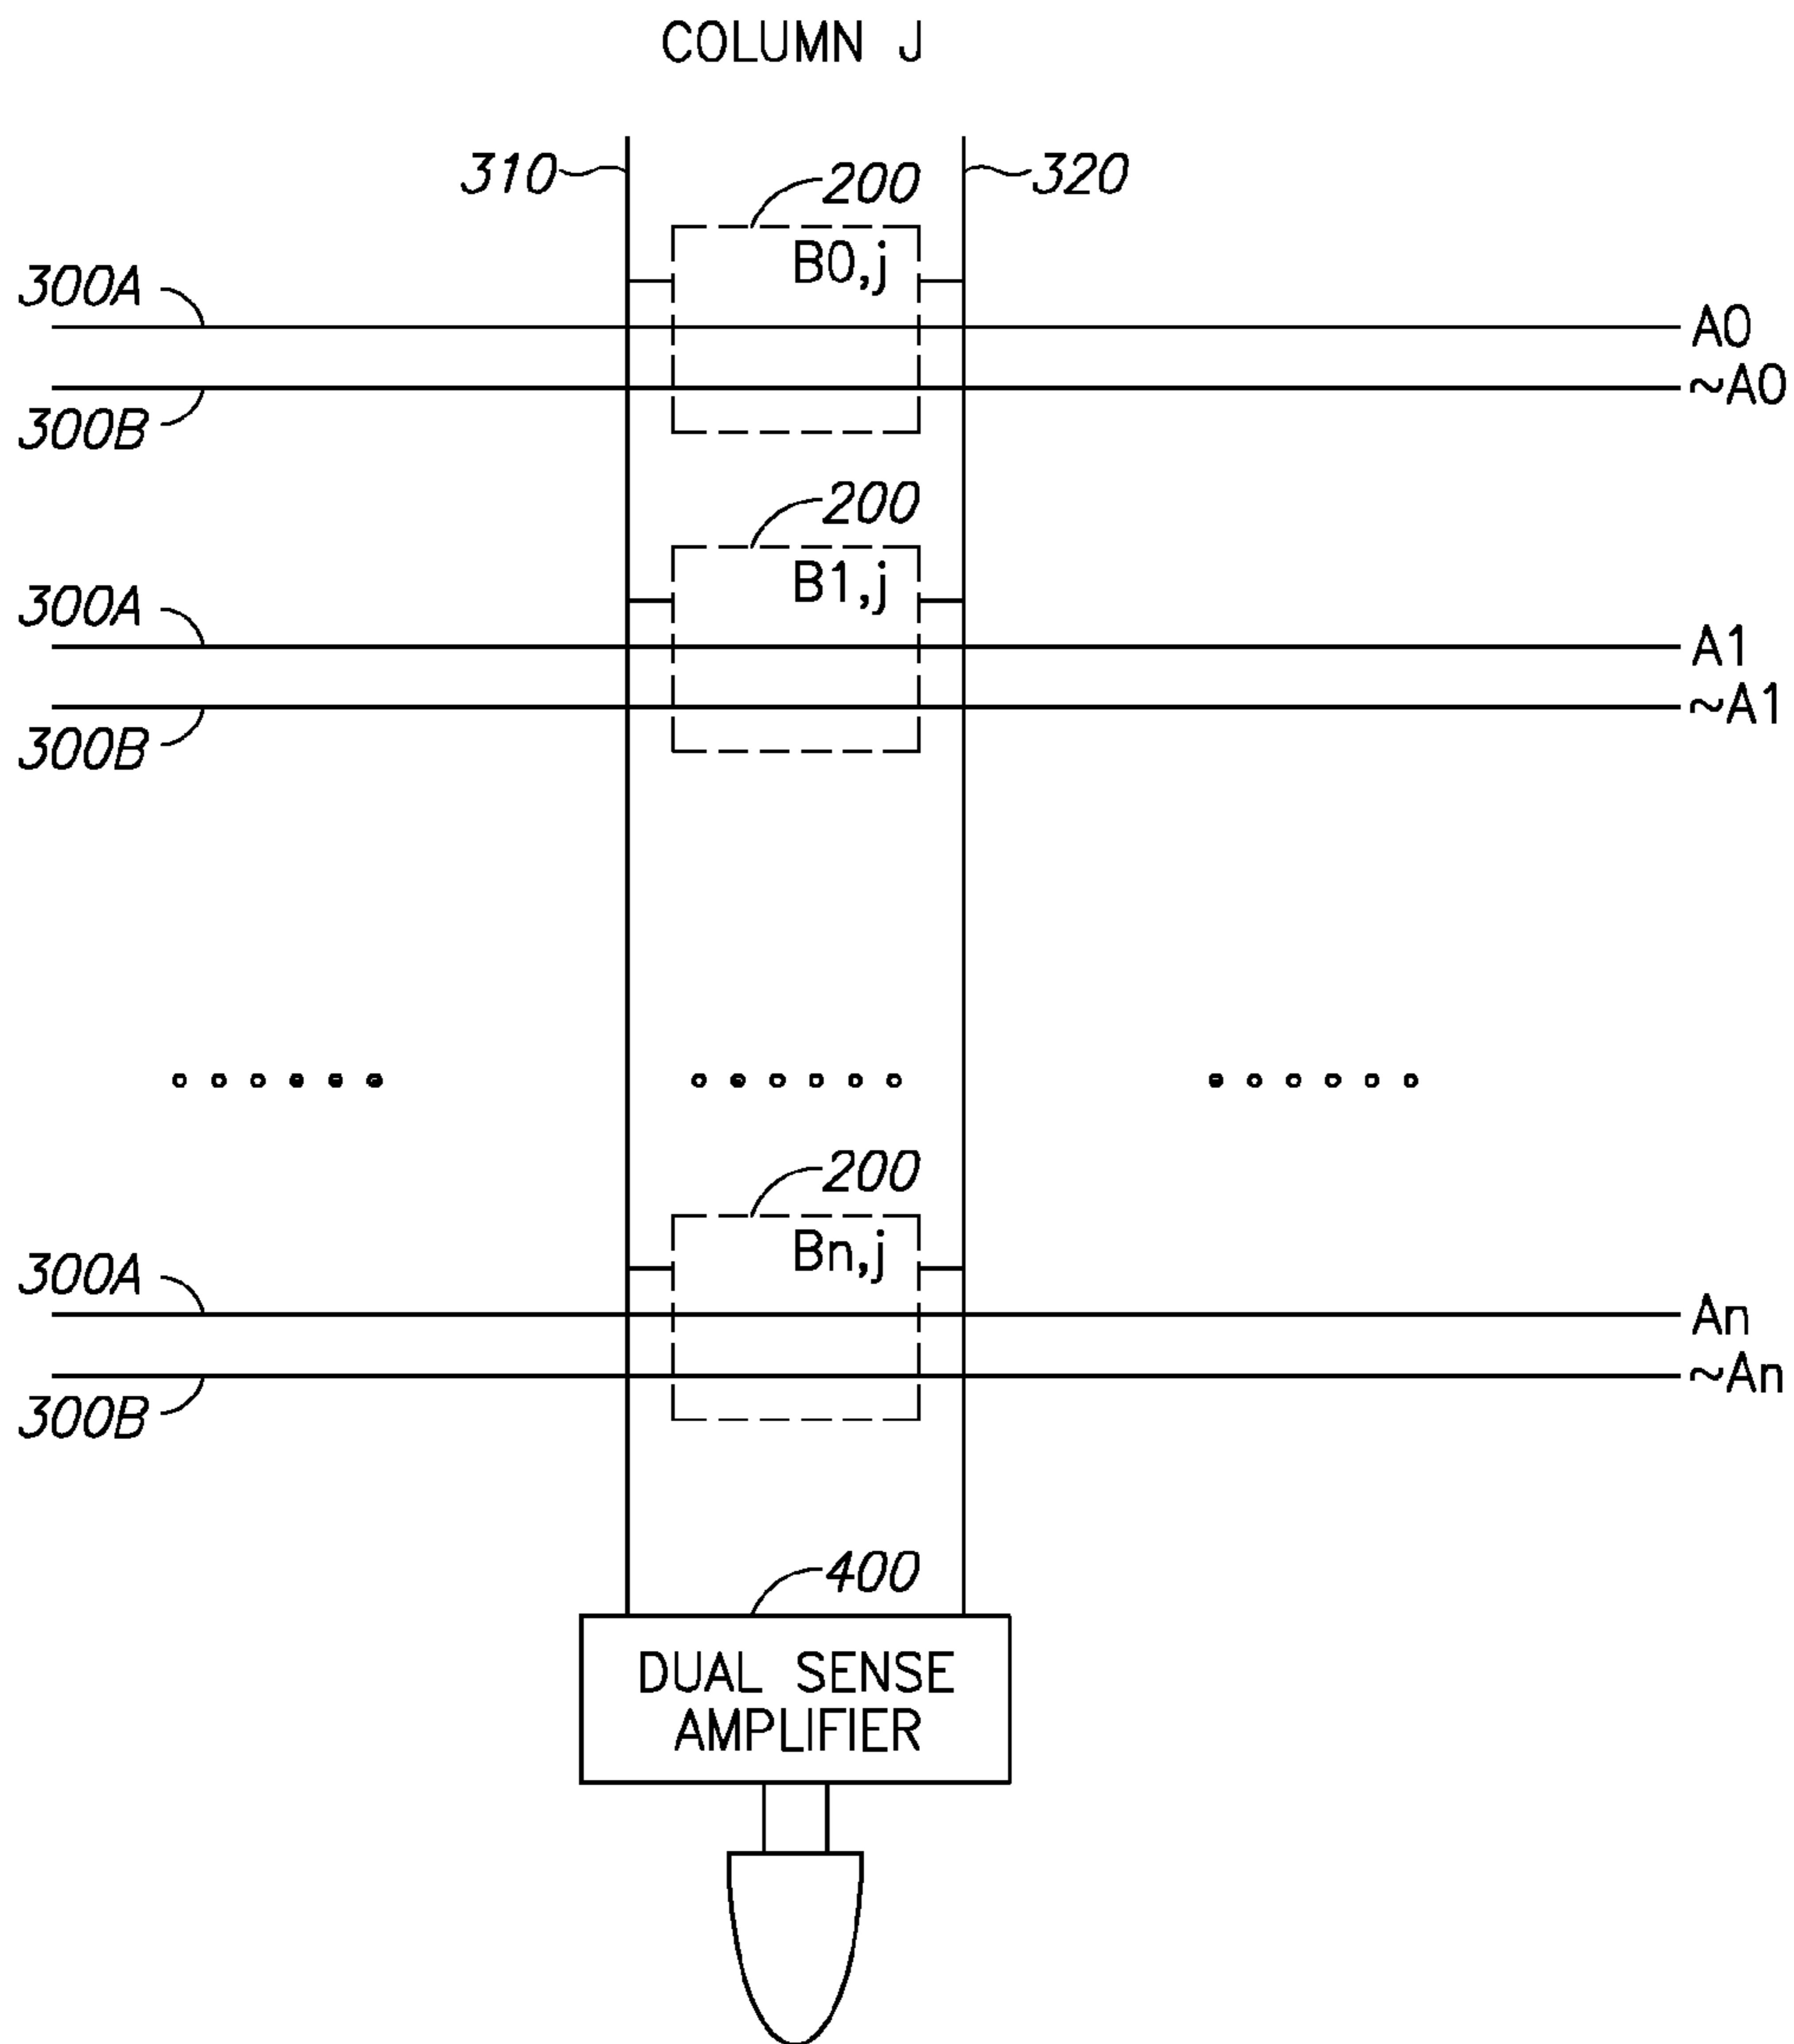 COLUMN J
310
200
320
B0,j
300A
A0
~A0
300B
200
B1,j
300A
A1
~A1
300B
200
Bn,j
300A
An
~An
300B
400
DUAL SENSE
AMPLIFIER